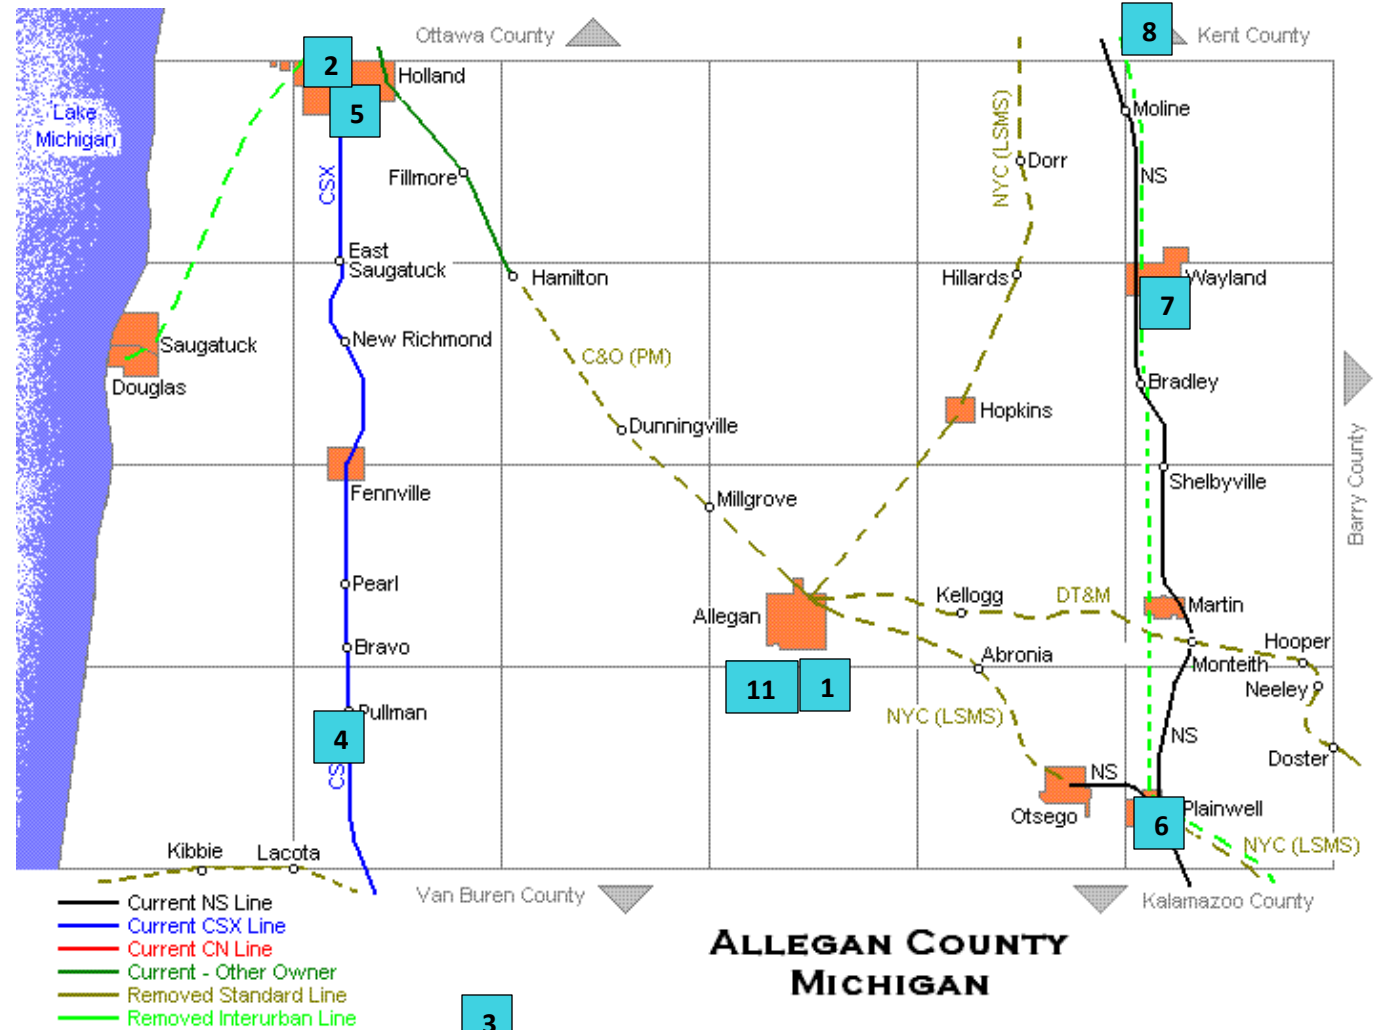 Ottawa County
Kent County
8
2
Holland
5
Lake
Michigan
Moline
NYC (LSMS)
Dorr
NS
CSX
Fillmore
East
Saugatuck
Hamilton
Hillards
Wayland
7
Saugatuck
New Richmond
C&O (PM)
Douglas
Bradley
Hopkins
Dunningville
Barry County
Fennville
Shelbyville
Millgrove
Pearl
Kellogg
DT&M
Martin
Allegan
Bravo
Abronia
Hooper
Monteith
11
1
Neeley
Pullman
NYC (LSMS)
4
NS
CS
Doster
NS
Otsego
Plainwell
6
NYC (LSMS)
Kibbie
Lacota
Van Buren County
Kalamazoo County
Current NS Line
Current CSX Line
Current CN Line
Current - Other Owner
Removed Standard Line
Removed Interurban Line
ALLEGAN COUNTY
MICHIGAN
3